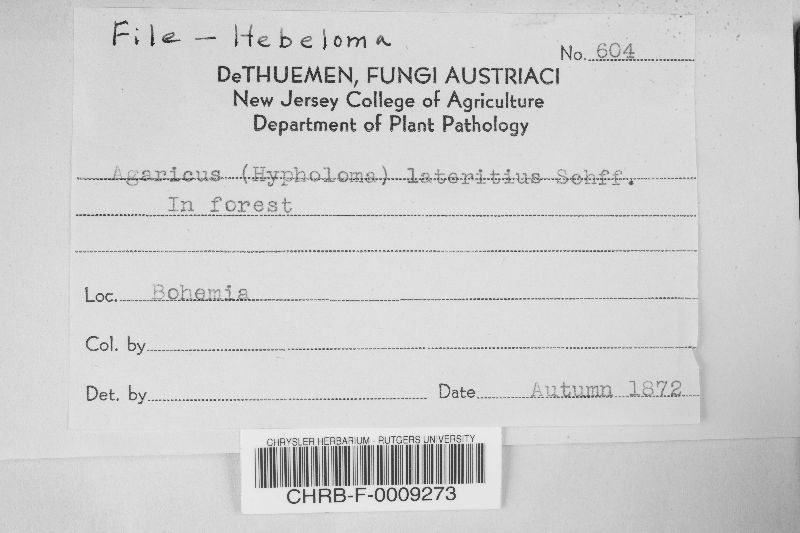 File - Hebeloma
No. 604
DeTHUEMEN, FUNGI AUSTRIACI
New Jersey College of Agriculture
Department of Plant Pathology
Agaricus (Hypholoma) lateritius Schff.
In forest
Loc. Bohemia
Col. by
Det. by
Date Autumn 1872
CHRYSLER HERBARIUM - RUTGERS UNIVERSITY
CHRB-F-0009273